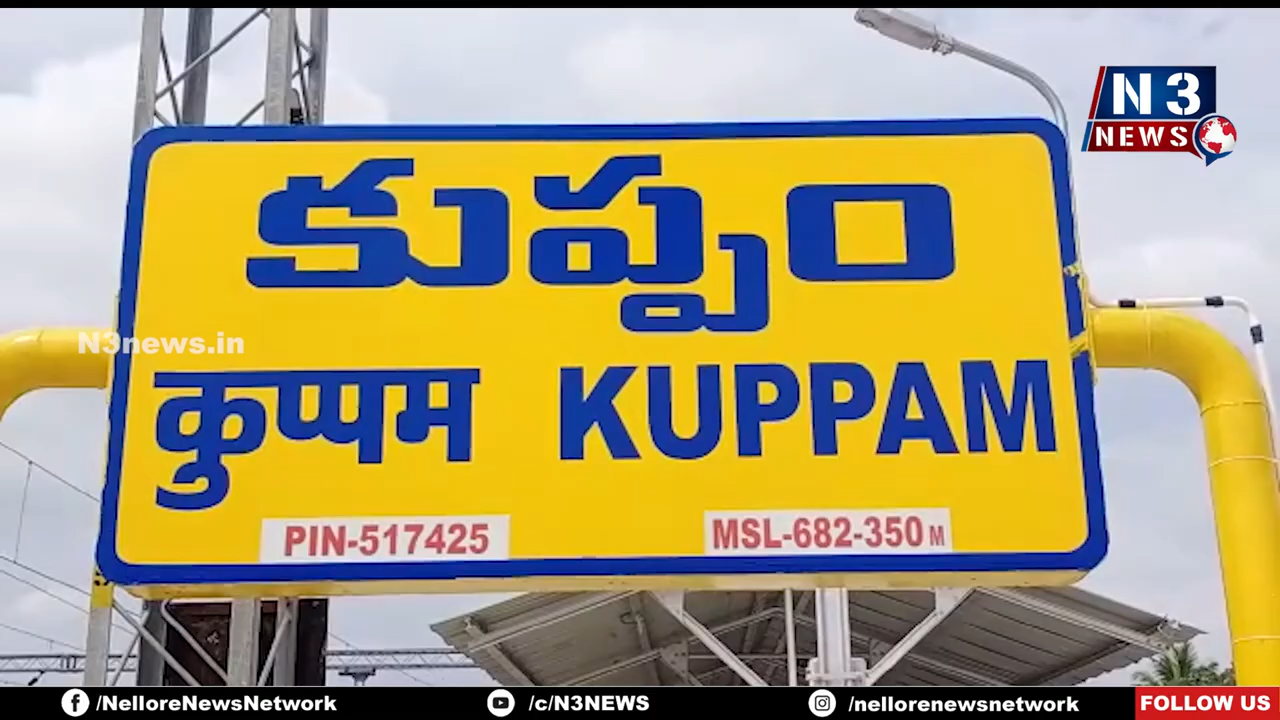 N3
NEWS
కుప్పం
N3news.in
कुप्पम KUPPAM
PIN-517425 MSL-682-350 M
/NelloreNewsNetwork /c/N3NEWS /nellorenewsnetwork FOLLOW US